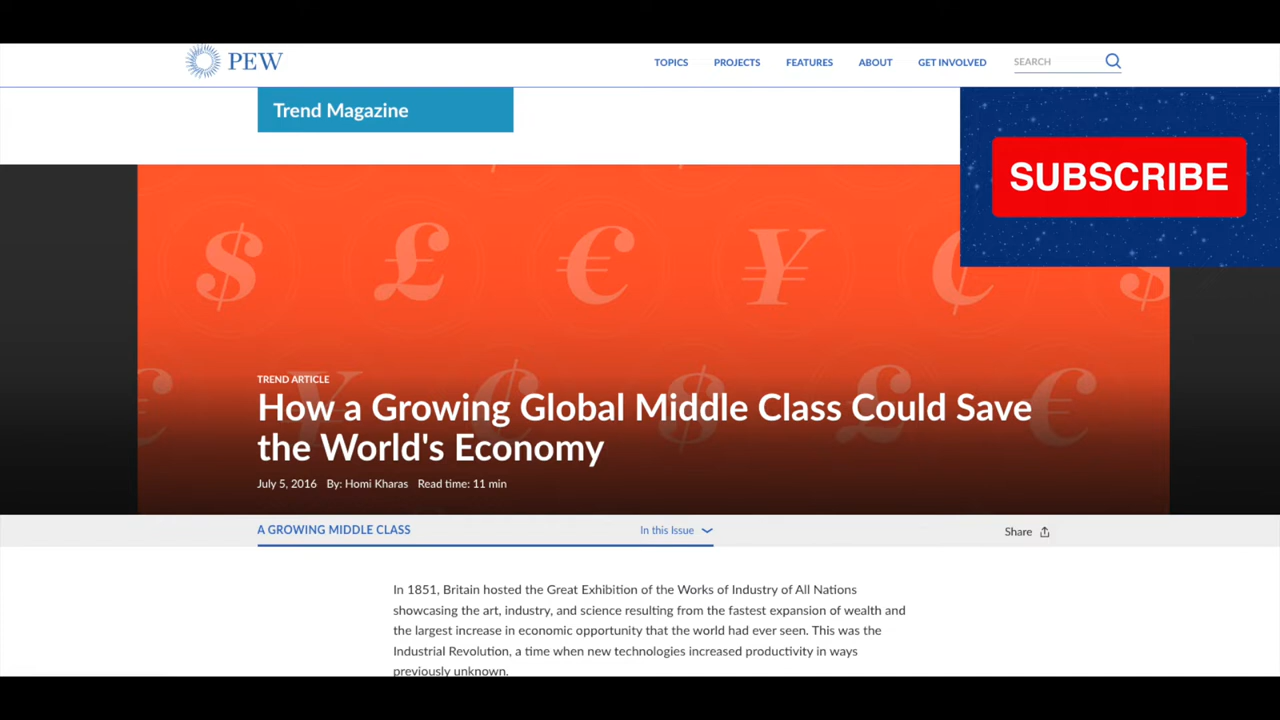 PEW
TOPICS PROJECTS FEATURES ABOUT GET INVOLVED SEARCH
Trend Magazine
SUBSCRIBE
$ £ € ¥ ¢ $
€ ¥ ¢ $ £ €
TREND ARTICLE
How a Growing Global Middle Class Could Save
the World's Economy
July 5, 2016 By: Homi Kharas Read time: 11 min
A GROWING MIDDLE CLASS In this Issue Share
In 1851, Britain hosted the Great Exhibition of the Works of Industry of All Nations
showcasing the art, industry, and science resulting from the fastest expansion of wealth and
the largest increase in economic opportunity that the world had ever seen. This was the
Industrial Revolution, a time when new technologies increased productivity in ways
previously unknown.